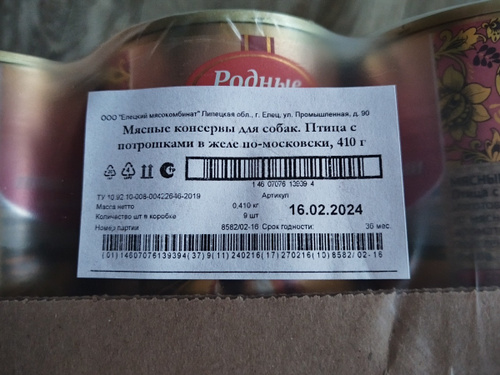 Родные
ООО "Елецкий мясокомбинат" Липецкая обл., г. Елец, ул. Промышленная, д. 90
Мясные консервы для собак. Птица с
потрошками в желе по-московски, 410 г
1 46 07076 13939 4
ТУ 10.92.10-008-00422646-2019 Артикул
Масса нетто 0,410 кг
Количество шт в коробке 9 шт 16.02.2024
Номер партии 8582/02-16 Срок годности: 36 мес.
(01)14607076139394(37)9(11)240216(17)270216(10)8582/02-16